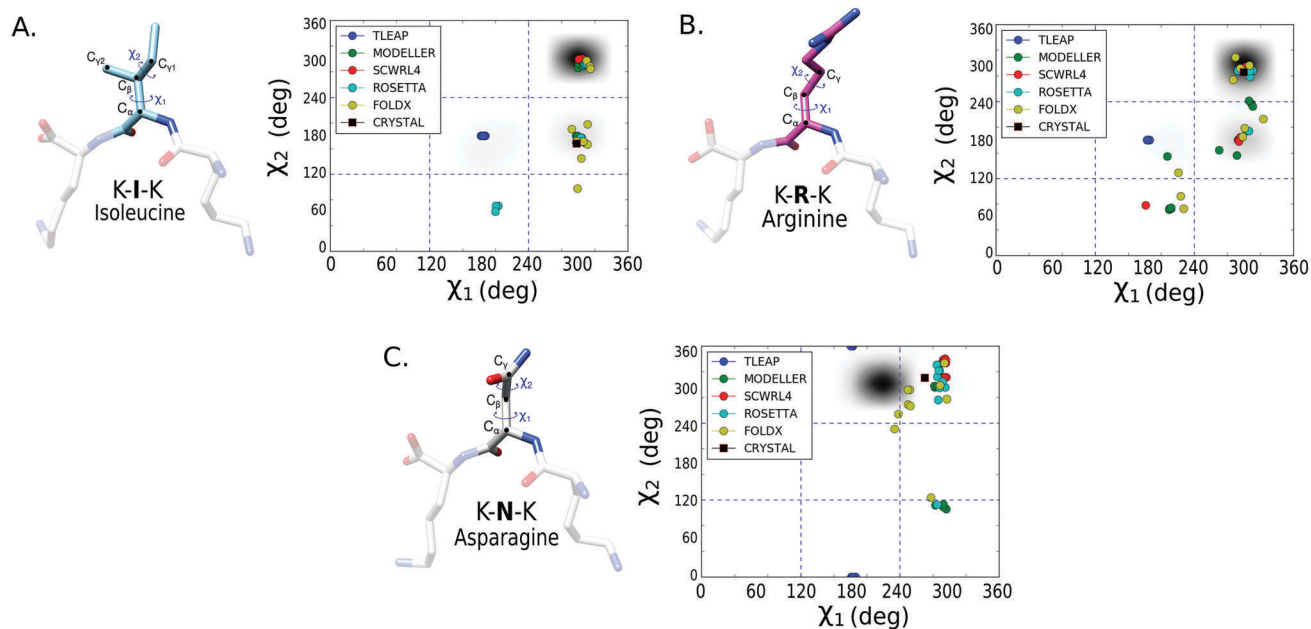 A.
Cγ2
χ2
Cγ1
Cβ
χ1
Cα
K-I-K
Isoleucine
χ2 (deg)
360
300
240
180
120
60
0
TLEAP
MODELLER
SCWRL4
ROSETTA
FOLDX
CRYSTAL
0 60 120 180 240 300 360
χ1 (deg)
B.
χ2
Cγ
Cβ
χ1
Cα
K-R-K
Arginine
χ2 (deg)
360
300
240
180
120
60
0
TLEAP
MODELLER
SCWRL4
ROSETTA
FOLDX
CRYSTAL
0 60 120 180 240 300 360
χ1 (deg)
C.
Cγ
χ2
Cβ
χ1
Cα
K-N-K
Asparagine
χ2 (deg)
360
300
240
180
120
60
0
TLEAP
MODELLER
SCWRL4
ROSETTA
FOLDX
CRYSTAL
0 60 120 180 240 300 360
χ1 (deg)